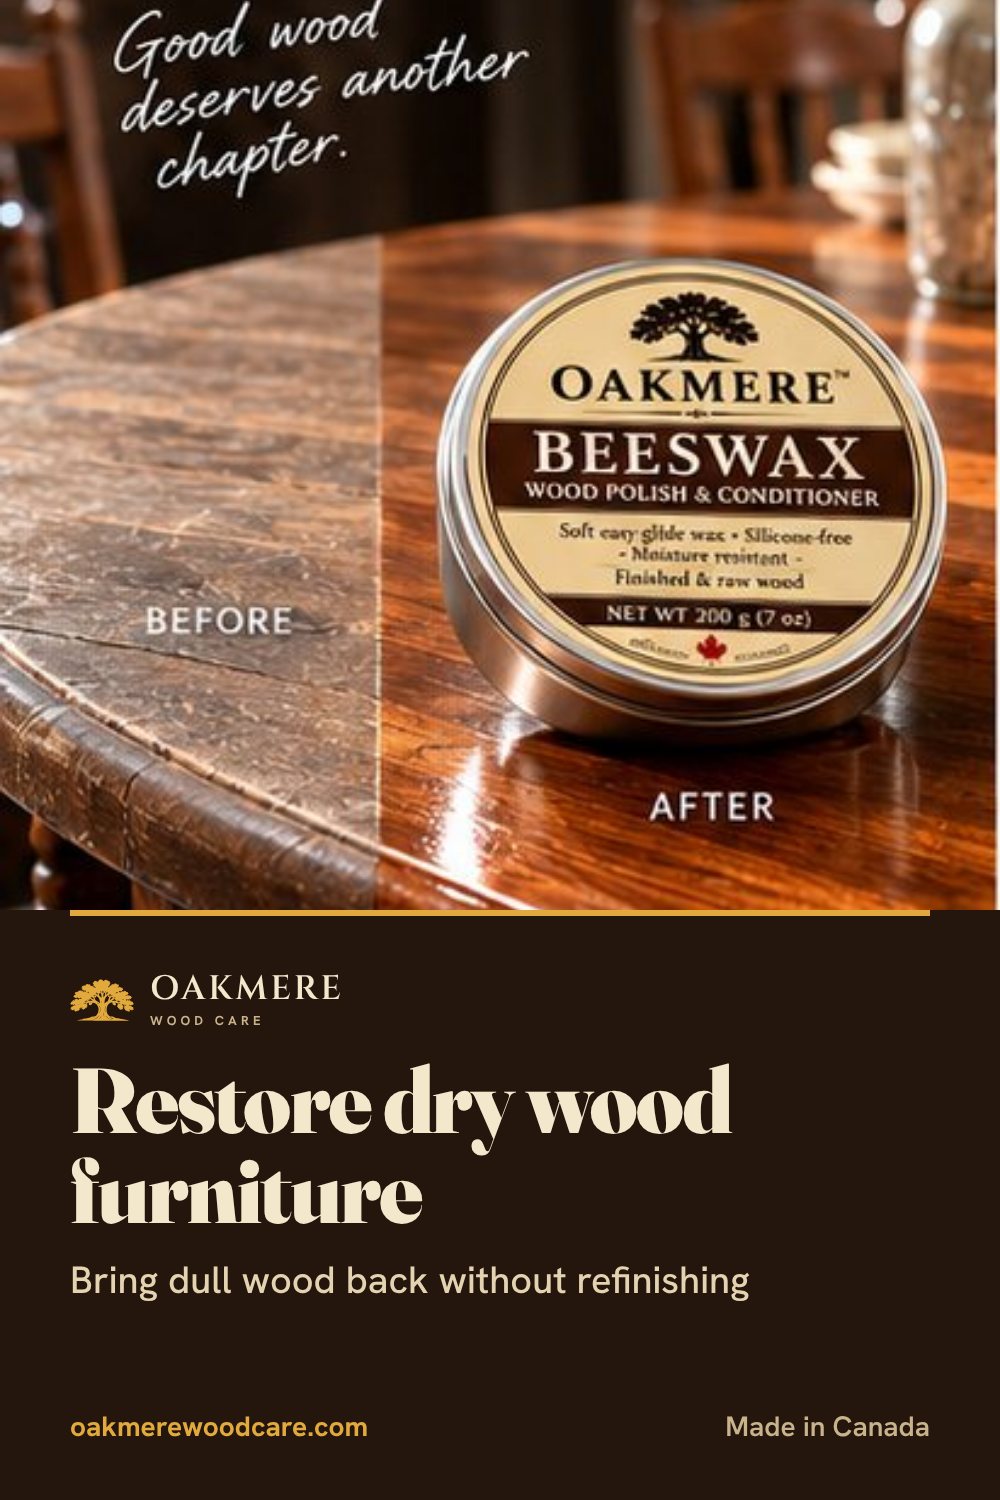 Good wood
deserves another
chapter.
OAKMERE™
BEESWAX
WOOD POLISH & CONDITIONER
Soft easy-glide wax • Silicone-free
- Moisture resistant -
Finished & raw wood
NET WT 200 g (7 oz)
BEFORE
AFTER
OAKMERE
WOOD CARE
Restore dry wood
furniture
Bring dull wood back without refinishing
oakmerewoodcare.com
Made in Canada